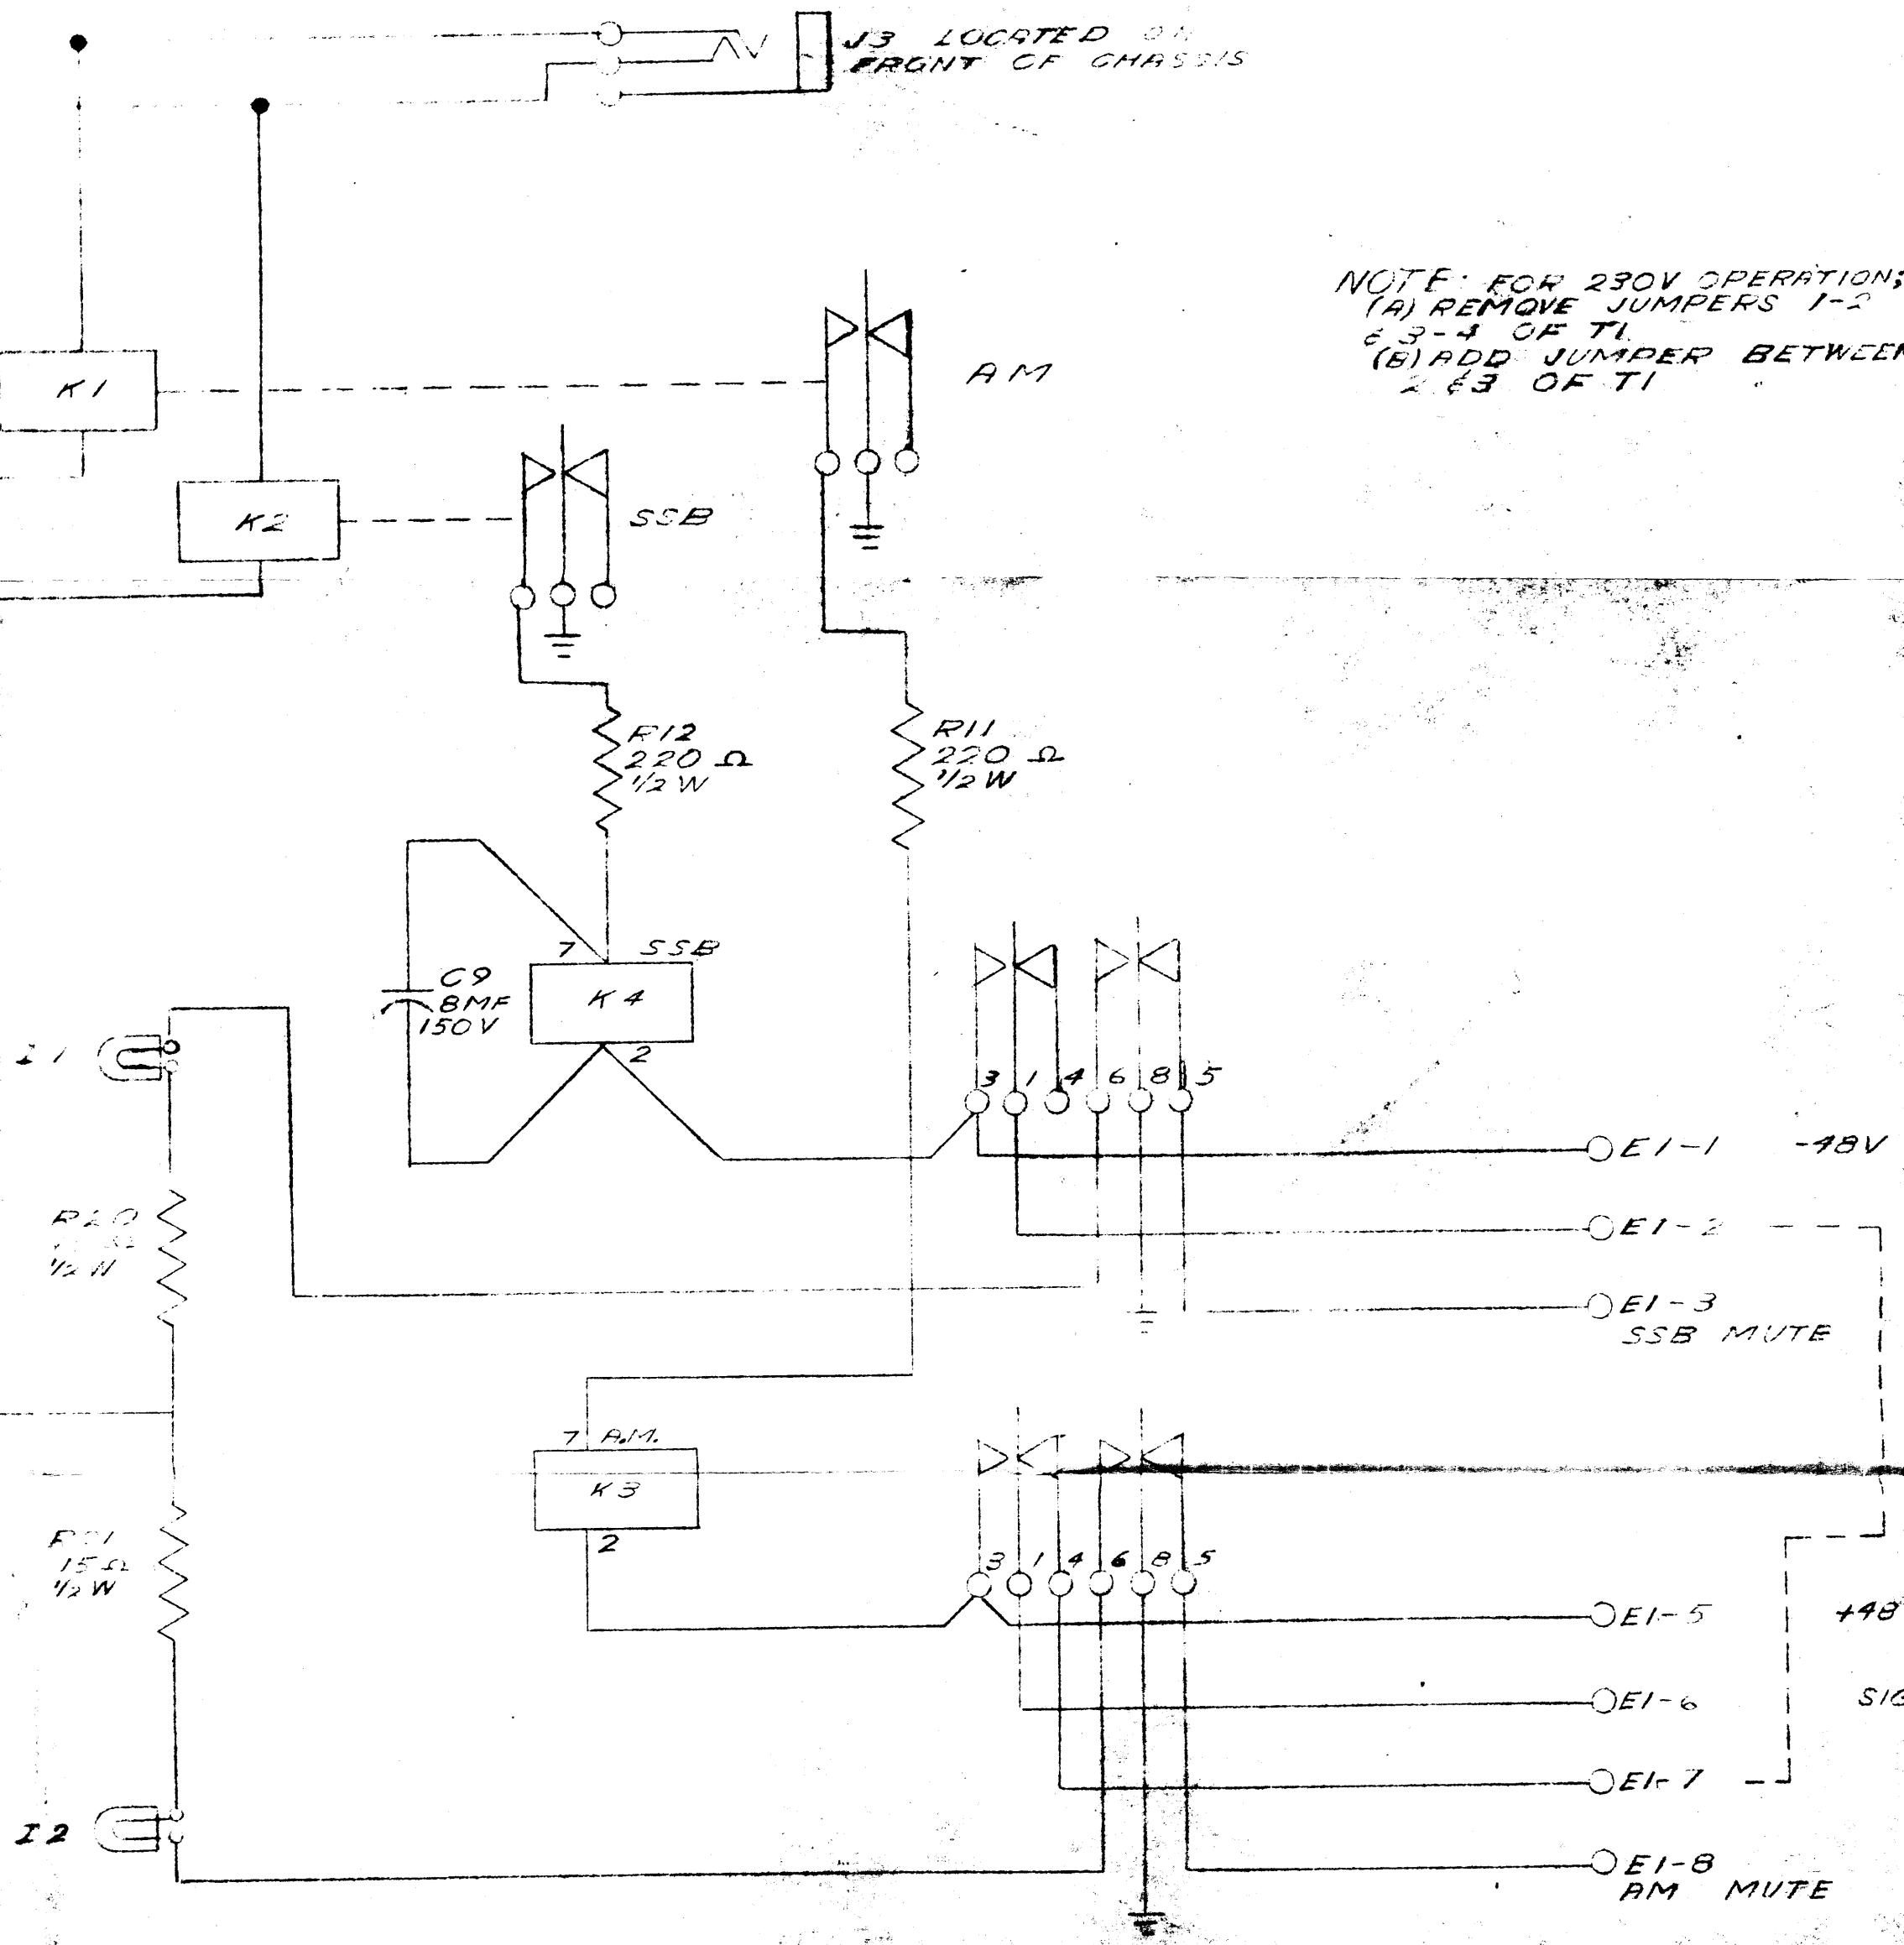 J3 LOCATED ON
FRONT OF CHASSIS
NOTE: FOR 230V OPERATION;
(A) REMOVE JUMPERS 1-2
& 3-4 OF T1
(B) ADD JUMPER BETWEEN
2 & 3 OF T1
K1
AM
K2
SSB
R12
220 Ω
1/2 W
R11
220 Ω
1/2 W
7 SSB
C9
8MF
150V
K4
2
I1
3 1 4 6 8 5
E1-1 -48V
R20
Ω
1/2 W
E1-2
E1-3
SSB MUTE
7 A.M.
K3
2
15Ω
1/2 W
3 1 4 6 8 5
E1-5 +48
E1-6
E1-7
I2
E1-8
AM MUTE